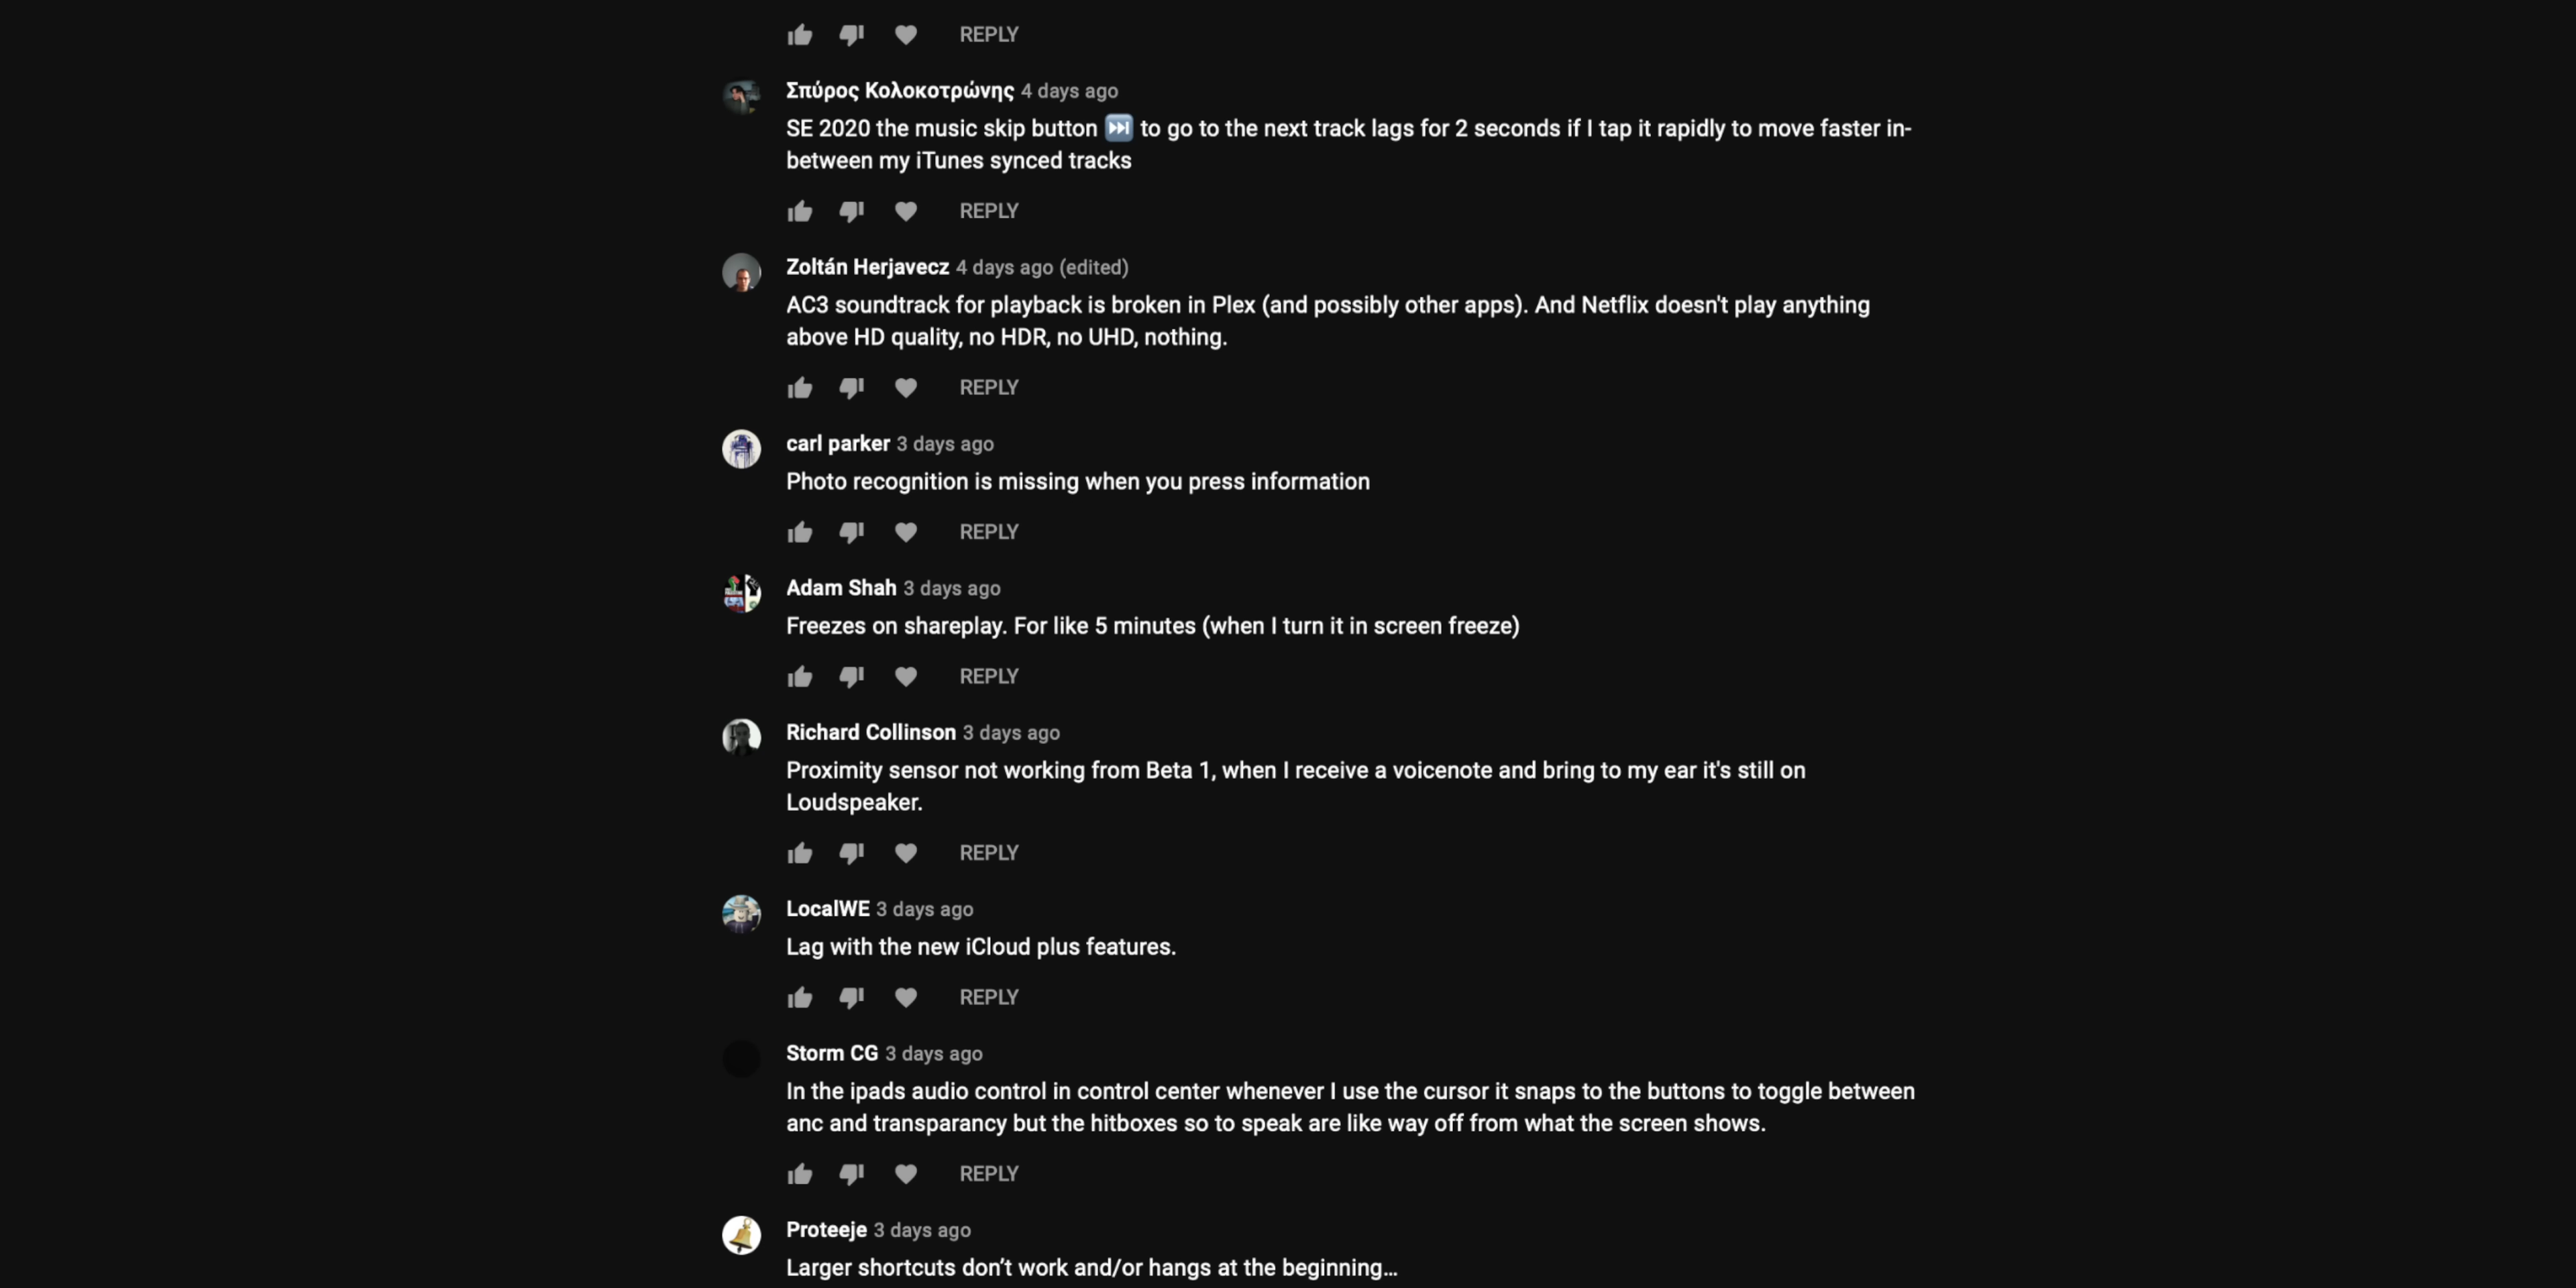 REPLY
Σπύρος Κολοκοτρώνης 4 days ago
SE 2020 the music skip button ⏭️ to go to the next track lags for 2 seconds if I tap it rapidly to move faster in-
between my iTunes synced tracks
REPLY
Zoltán Herjavecz 4 days ago (edited)
AC3 soundtrack for playback is broken in Plex (and possibly other apps). And Netflix doesn't play anything
above HD quality, no HDR, no UHD, nothing.
REPLY
carl parker 3 days ago
Photo recognition is missing when you press information
REPLY
Adam Shah 3 days ago
Freezes on shareplay. For like 5 minutes (when I turn it in screen freeze)
REPLY
Richard Collinson 3 days ago
Proximity sensor not working from Beta 1, when I receive a voicenote and bring to my ear it's still on
Loudspeaker.
REPLY
LocalWE 3 days ago
Lag with the new iCloud plus features.
REPLY
Storm CG 3 days ago
In the ipads audio control in control center whenever I use the cursor it snaps to the buttons to toggle between
anc and transparancy but the hitboxes so to speak are like way off from what the screen shows.
REPLY
Proteeje 3 days ago
Larger shortcuts don’t work and/or hangs at the beginning…